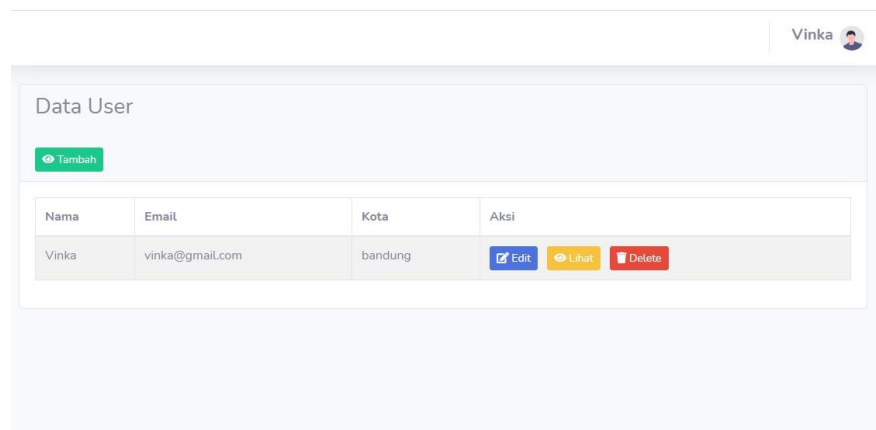 Vinka
Data User
Tambah
Nama Email Kota Aksi
Vinka vinka@gmail.com bandung Edit Lihat Delete